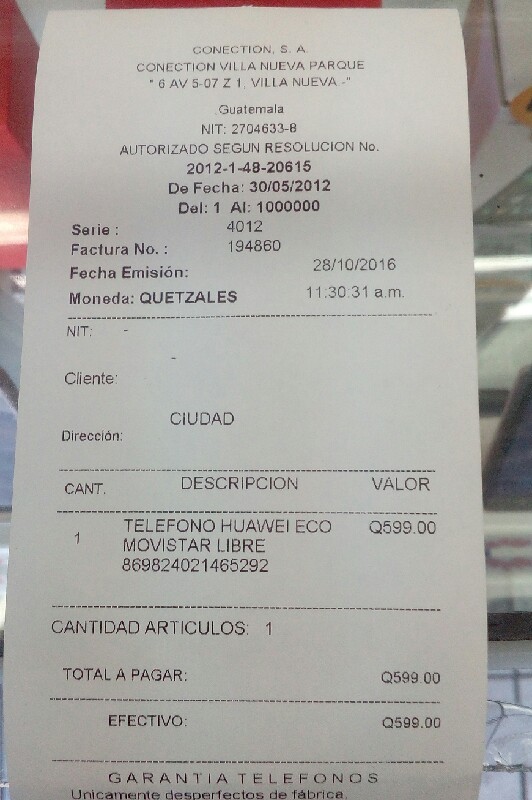 CONECTION, S. A.
CONECTION VILLA NUEVA PARQUE
" 6 AV 5-07 Z 1, VILLA NUEVA.-"
Guatemala
NIT: 2704633-8
AUTORIZADO SEGUN RESOLUCION No.
2012-1-48-20615
De Fecha: 30/05/2012
Del: 1 Al: 1000000
Serie : 4012
Factura No. : 194860
Fecha Emisión: 28/10/2016
Moneda: QUETZALES 11:30:31 a.m.
NIT: -
-
Cliente:
CIUDAD
Dirección:
CANT. DESCRIPCION VALOR
1 TELEFONO HUAWEI ECO Q599.00
MOVISTAR LIBRE
869824021465292
CANTIDAD ARTICULOS: 1
TOTAL A PAGAR: Q599.00
EFECTIVO: Q599.00
GARANTIA TELEFONOS
Unicamente desperfectos de fábrica.